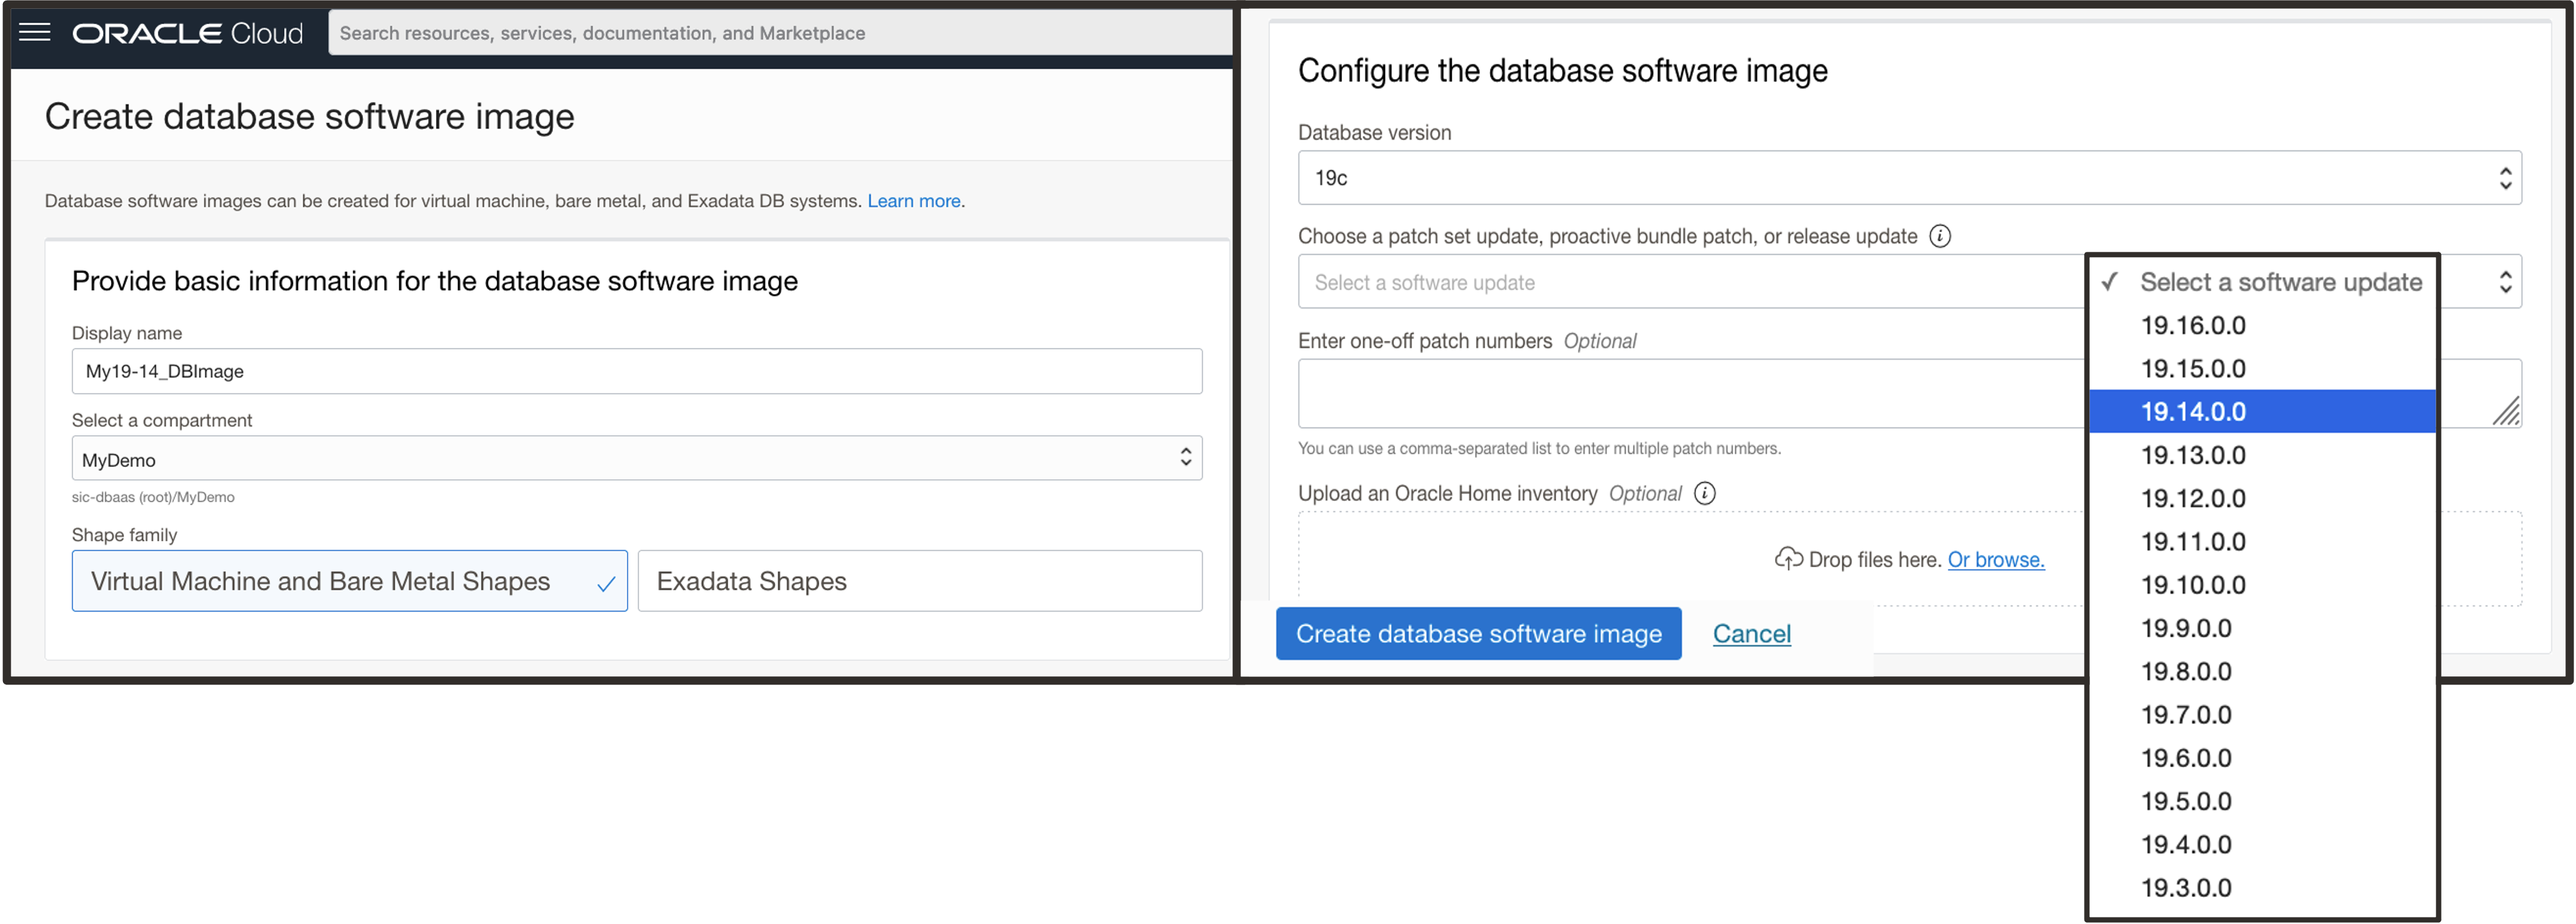 ORACLE Cloud
Search resources, services, documentation, and Marketplace
Create database software image
Database software images can be created for virtual machine, bare metal, and Exadata DB systems. Learn more.
Provide basic information for the database software image
Display name
My19-14_DBImage
Select a compartment
MyDemo
sic-dbaas (root)/MyDemo
Shape family
Virtual Machine and Bare Metal Shapes ✓
Exadata Shapes
Configure the database software image
Database version
19c
Choose a patch set update, proactive bundle patch, or release update
Select a software update
Enter one-off patch numbers Optional
You can use a comma-separated list to enter multiple patch numbers.
Upload an Oracle Home inventory Optional
Drop files here. Or browse.
Create database software image
Cancel
✓ Select a software update
19.16.0.0
19.15.0.0
19.14.0.0
19.13.0.0
19.12.0.0
19.11.0.0
19.10.0.0
19.9.0.0
19.8.0.0
19.7.0.0
19.6.0.0
19.5.0.0
19.4.0.0
19.3.0.0